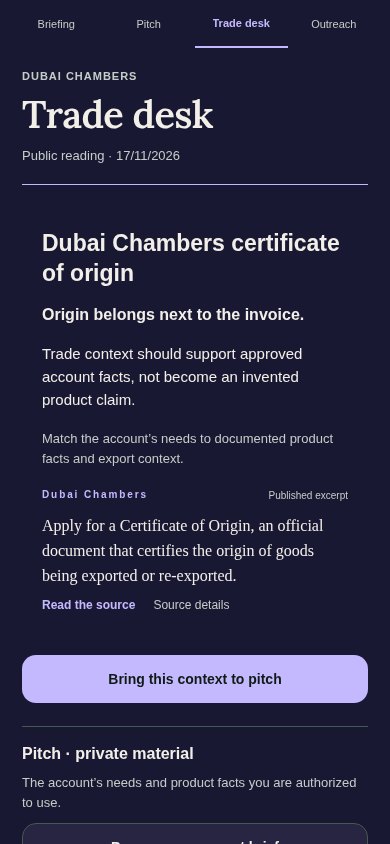 Briefing Pitch Trade desk Outreach
DUBAI CHAMBERS
Trade desk
Public reading · 17/11/2026
Dubai Chambers certificate
of origin
Origin belongs next to the invoice.
Trade context should support approved
account facts, not become an invented
product claim.
Match the account's needs to documented product
facts and export context.
Dubai Chambers Published excerpt
Apply for a Certificate of Origin, an official
document that certifies the origin of goods
being exported or re-exported.
Read the source Source details
Bring this context to pitch
Pitch · private material
The account's needs and product facts you are authorized
to use.